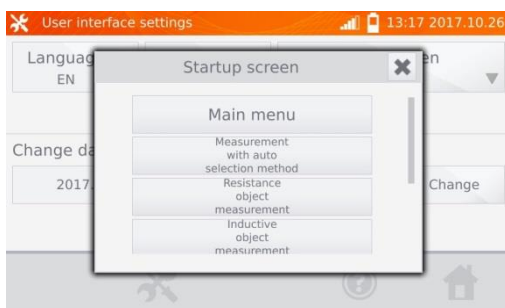 User interface settings 13:17 2017.10.26
Languag
EN
Startup screen
en
Main menu
Measurement
with auto
selection method
Resistance
object
measurement
Inductive
object
measurement
Change da
2017.
Change